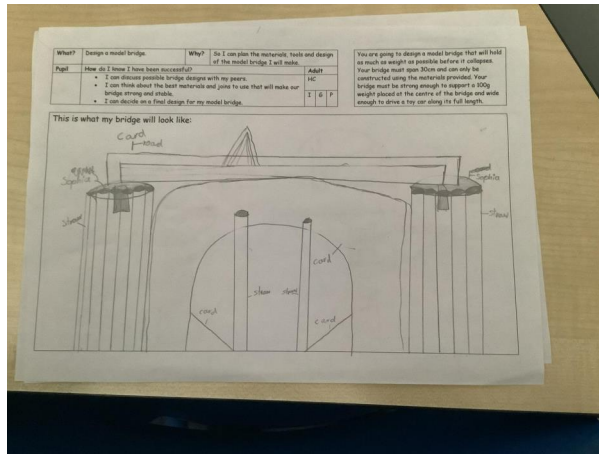 What? Design a model bridge. Why? So I can plan the materials, tools and design
of the model bridge I will make.
Pupil How do I know I have been successful? Adult
• I can discuss possible bridge designs with my peers. HC
• I can think about the best materials and joins to use that will make our
bridge strong and stable. I G P
• I can decide on a final design for my model bridge.
You are going to design a model bridge that will hold
as much weight as possible before it collapses.
Your bridge must span 30cm and can only be
constructed using the materials provided. Your
bridge must be strong enough to support a 100g
weight placed at the centre of the bridge and wide
enough to drive a toy car along its full length.
This is what my bridge will look like:
Card
road
card
card
card